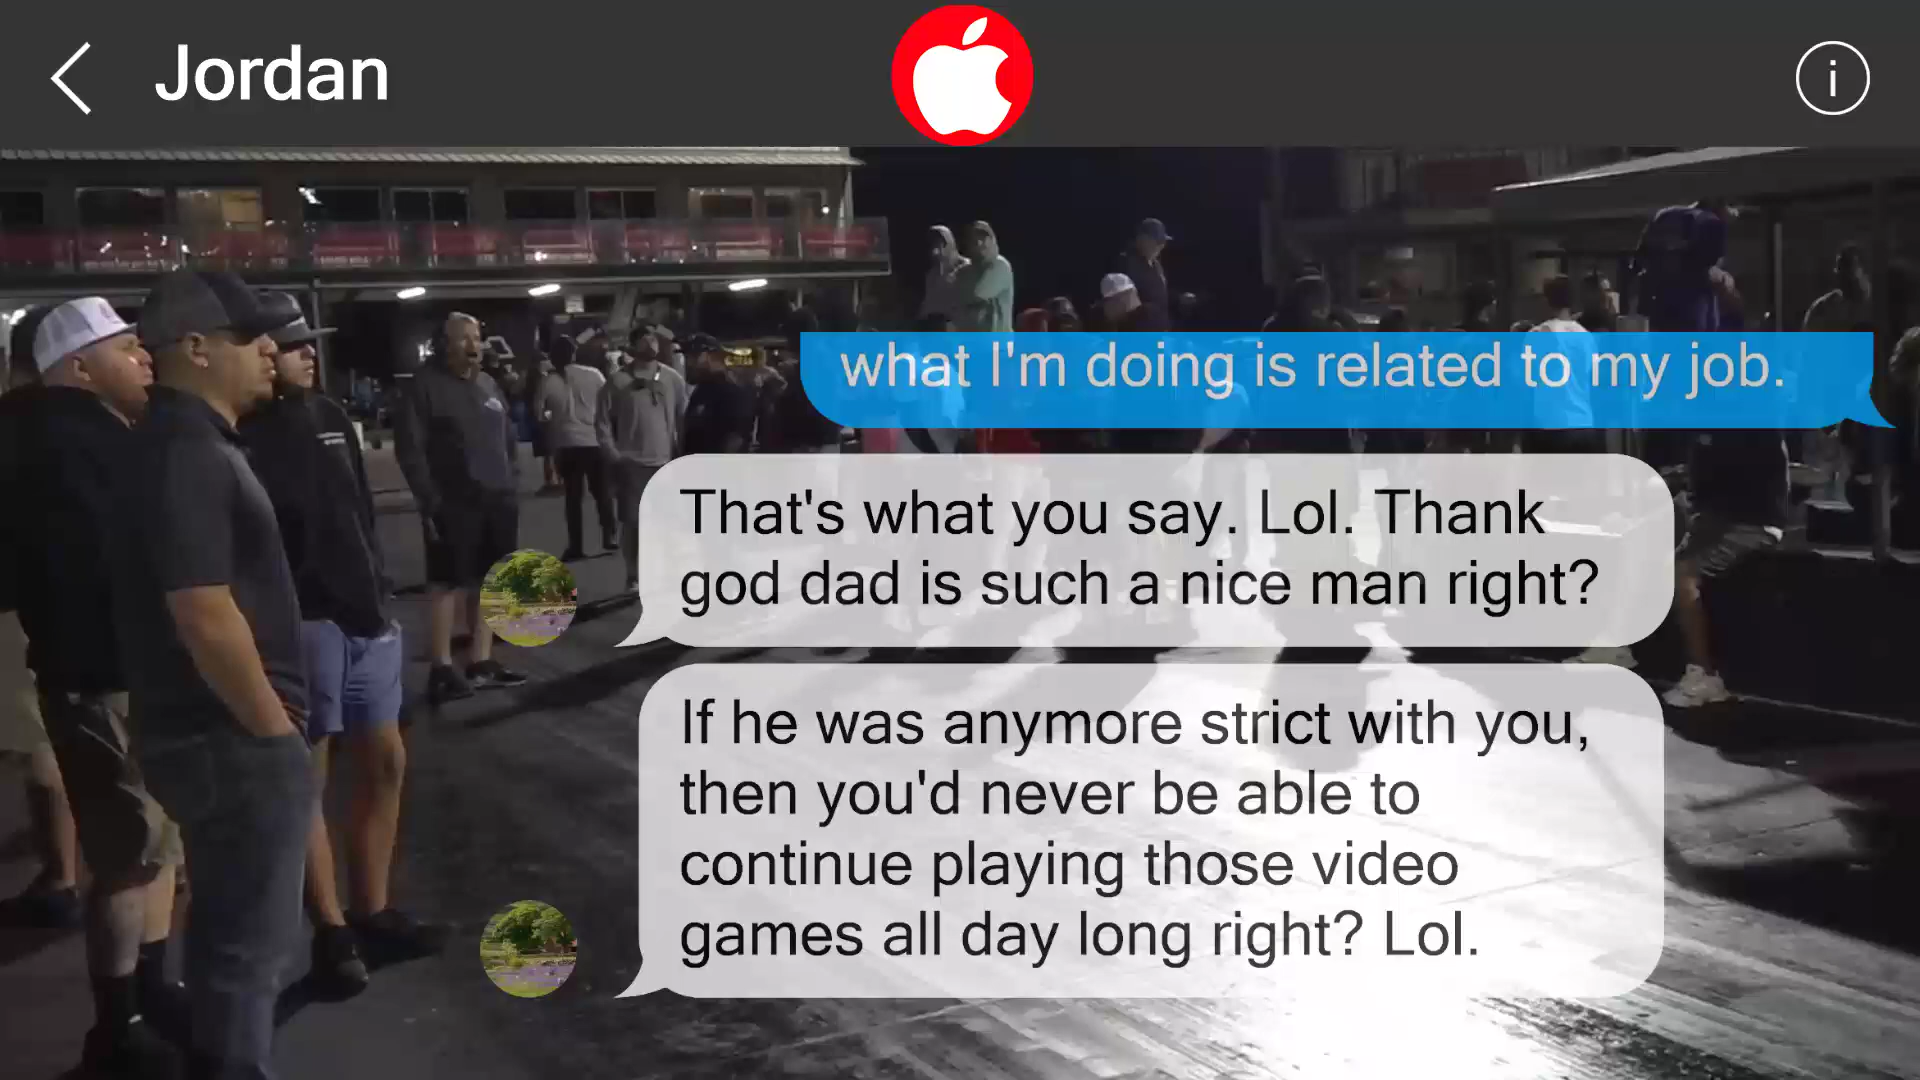 Jordan
what I'm doing is related to my job.
That's what you say. Lol. Thank
god dad is such a nice man right?
If he was anymore strict with you,
then you'd never be able to
continue playing those video
games all day long right? Lol.